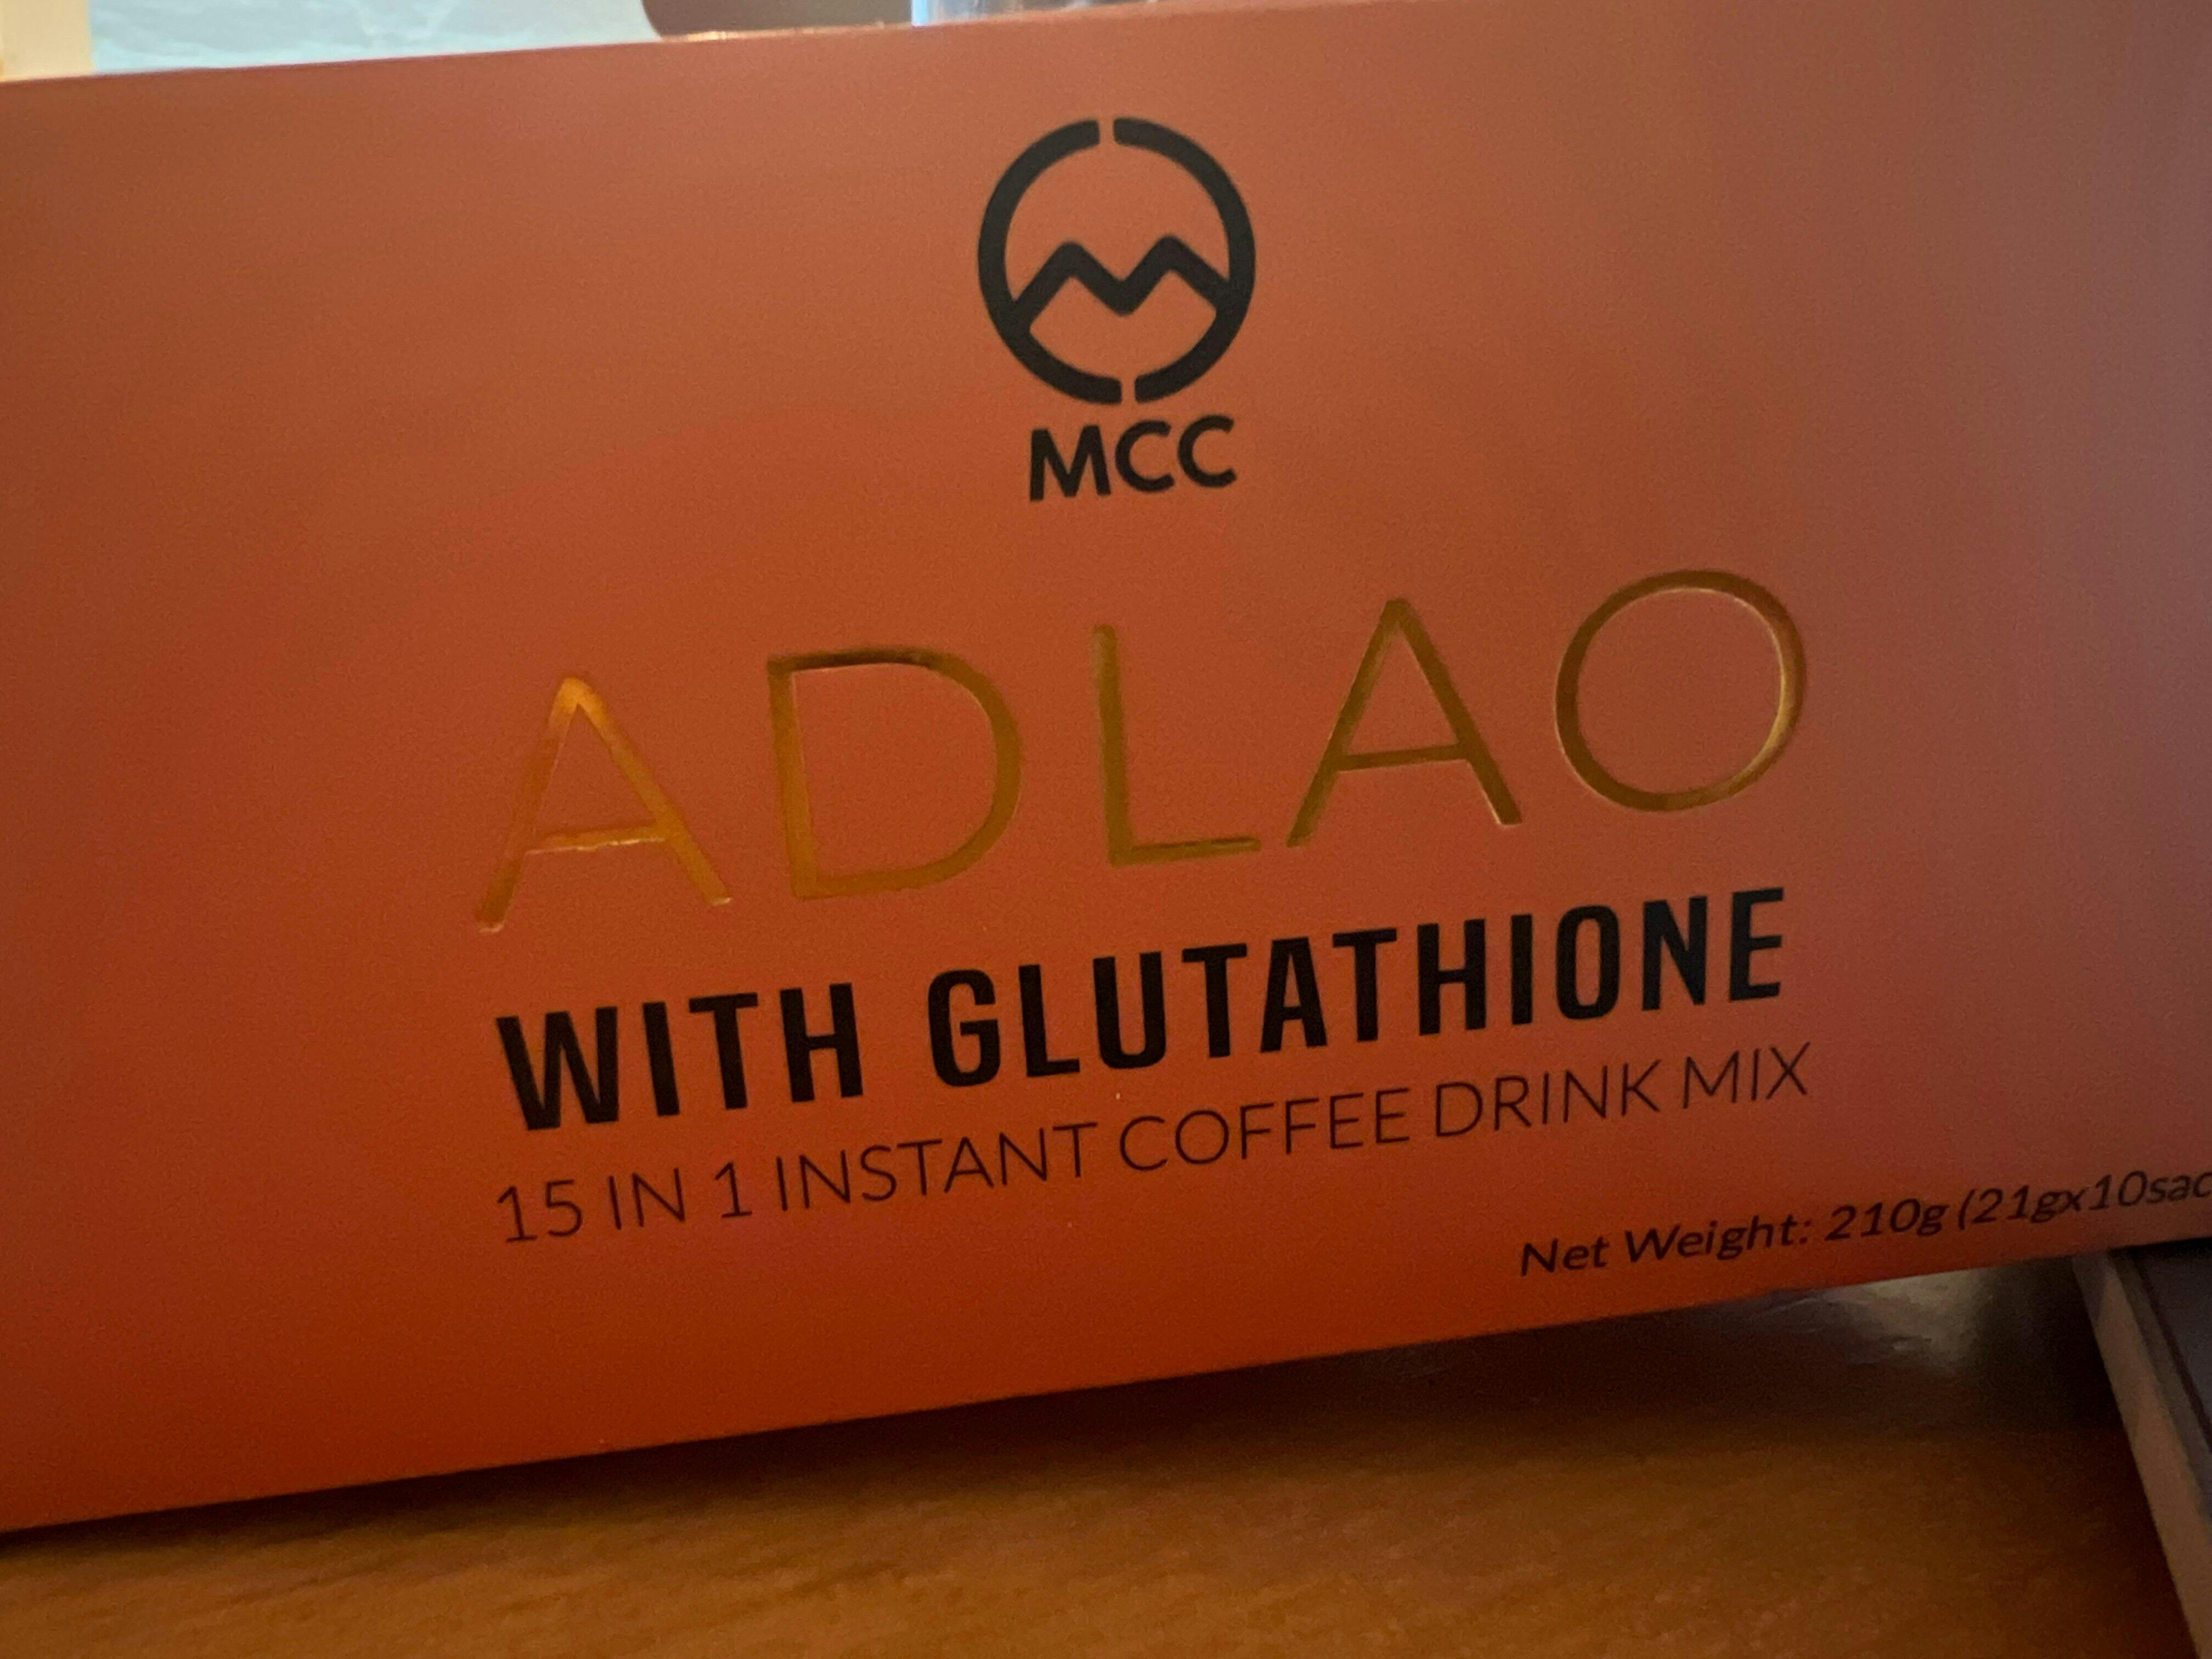 MCC
ADLAO
WITH GLUTATHIONE
15 IN 1 INSTANT COFFEE DRINK MIX
Net Weight: 210g (21gx10sac